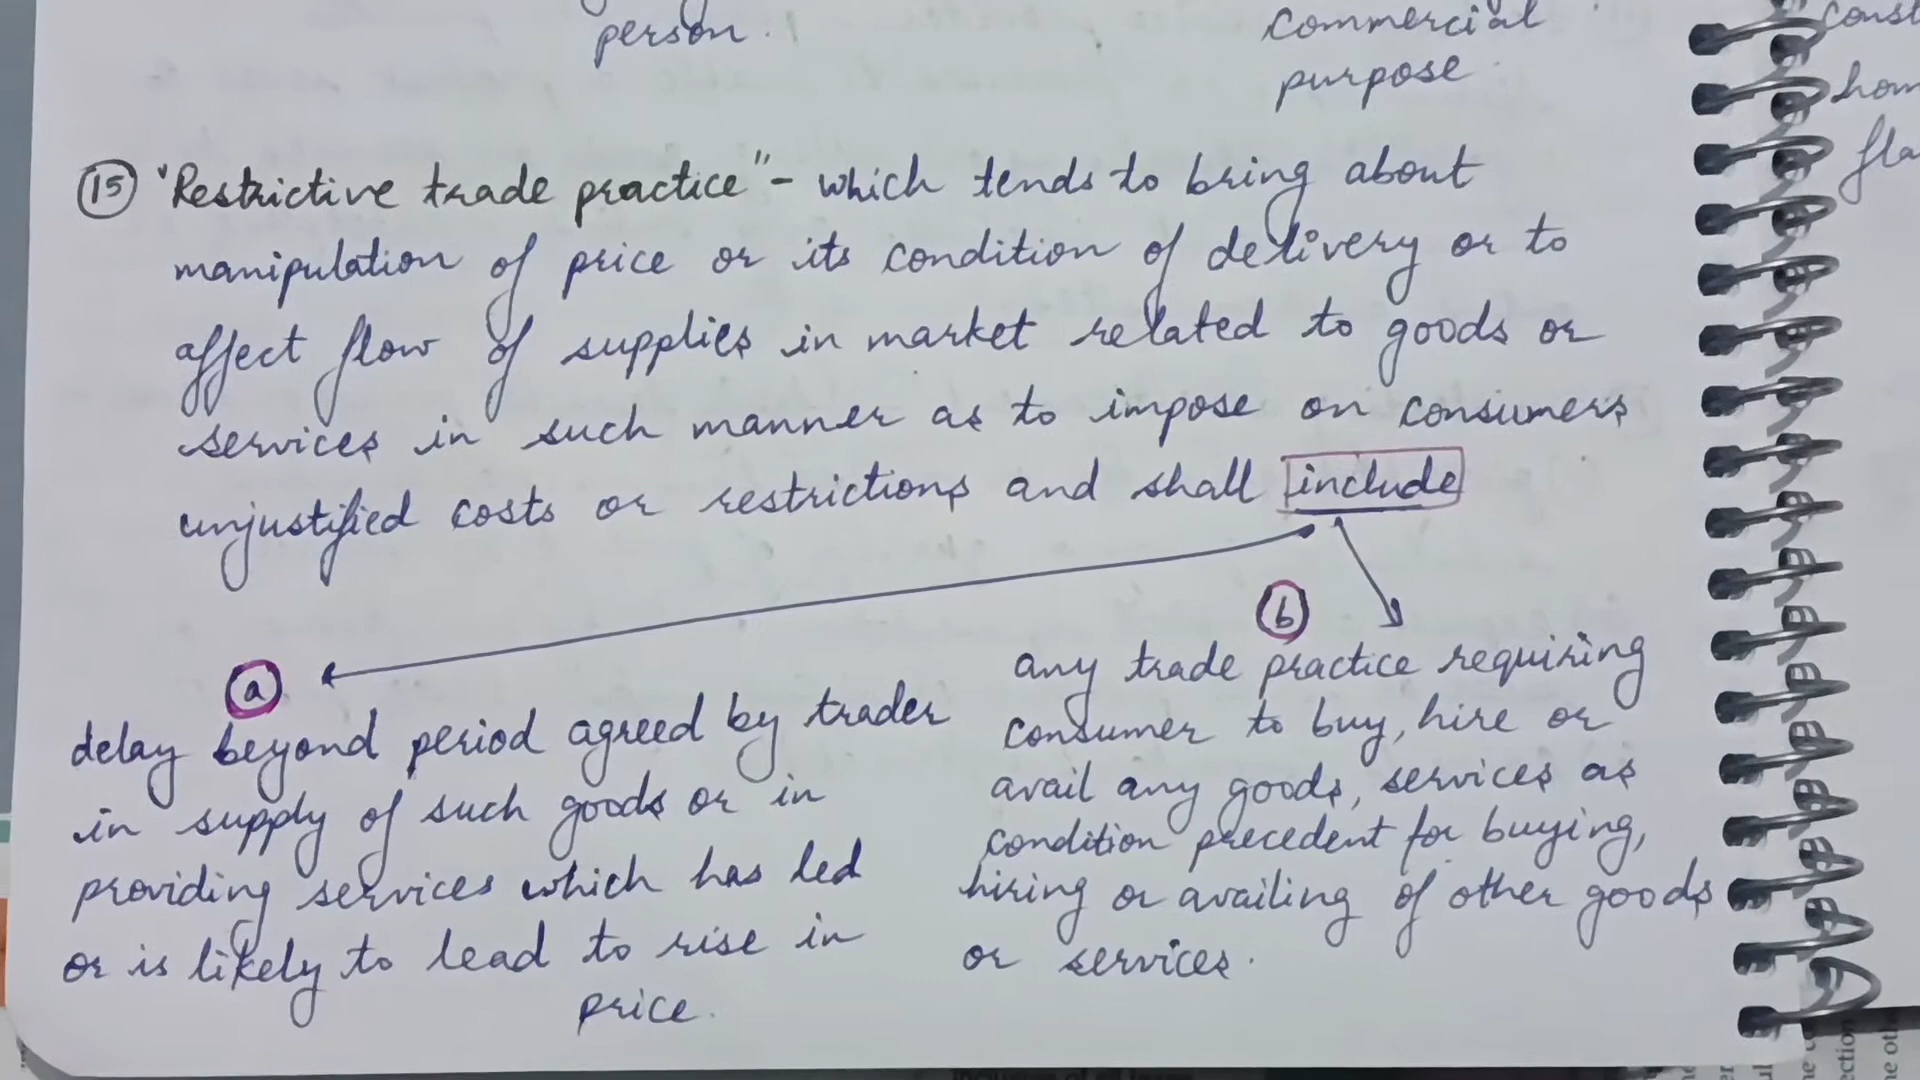 person.
commercial
purpose.
const
hom
fla
(15) "Restrictive trade practice" - which tends to bring about
manipulation of price or its condition of delivery or to
affect flow of supplies in market related to goods or
services in such manner as to impose on consumers
unjustified costs or restrictions and shall include
(a)
delay beyond period agreed by trader
in supply of such goods or in
providing services which has led
or is likely to lead to rise in
price.
(b)
any trade practice requiring
consumer to buy, hire or
avail any goods, services as
condition precedent for buying,
hiring or availing of other goods
or services.
ection